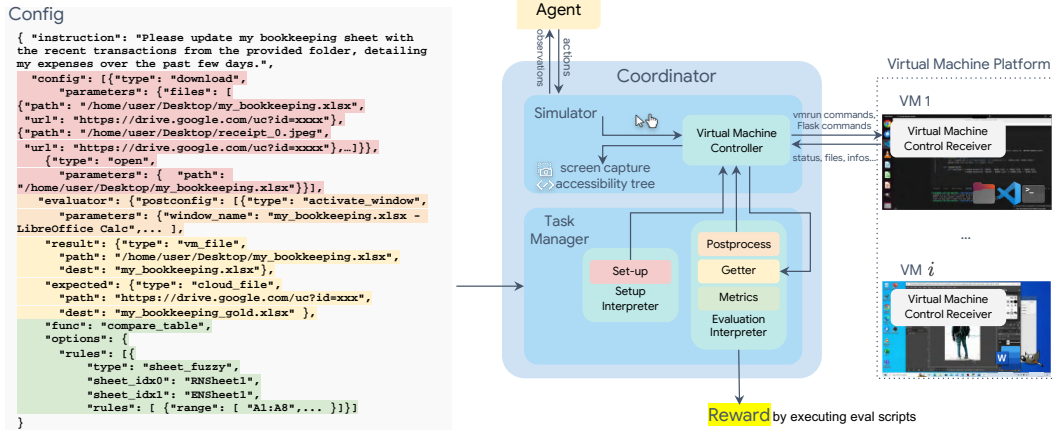 Config
{ "instruction": "Please update my bookkeeping sheet with
the recent transactions from the provided folder, detailing
my expenses over the past few days.",
"config": [{"type": "download",
"parameters": {"files": [
{"path": "/home/user/Desktop/my_bookkeeping.xlsx",
"url": "https://drive.google.com/uc?id=xxxx"},
{"path": "/home/user/Desktop/receipt_0.jpeg",
"url": "https://drive.google.com/uc?id=xxxx"},…]}},
{"type": "open",
"parameters": { "path":
"/home/user/Desktop/my_bookkeeping.xlsx"}}],
"evaluator": {"postconfig": [{"type": "activate_window",
"parameters": {"window_name": "my_bookkeeping.xlsx -
LibreOffice Calc",... ],
"result": {"type": "vm_file",
"path": "/home/user/Desktop/my_bookkeeping.xlsx",
"dest": "my_bookkeeping.xlsx"},
"expected": {"type": "cloud_file",
"path": "https://drive.google.com/uc?id=xxx",
"dest": "my_bookkeeping_gold.xlsx" },
"func": "compare_table",
"options": {
"rules": [{
"type": "sheet_fuzzy",
"sheet_idx0": "RNSheet1",
"sheet_idx1": "ENSheet1",
"rules": [ {"range": [ "A1:A8",... }]}]
}
Agent
observations
actions
Coordinator
Simulator
Virtual Machine
Controller
screen capture
accessibility tree
Task
Manager
Set-up
Setup
Interpreter
Postprocess
Getter
Metrics
Evaluation
Interpreter
Reward by executing eval scripts
vmrun commands,
Flask commands
status, files, infos...
Virtual Machine Platform
VM 1
Virtual Machine
Control Receiver
...
VM i
Virtual Machine
Control Receiver
W